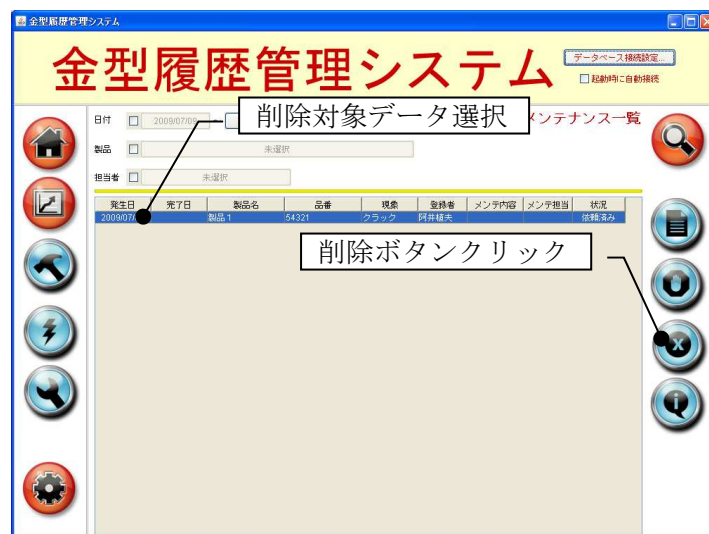 金型履歴管理システム
金型履歴管理システム
データベース接続設定...
起動時に自動接続
日付 2009/07/09
削除対象データ選択
メンテナンス一覧
製品 未選択
担当者 未選択
発生日 完了日 製品名 品番 現象 登録者 メンテ内容 メンテ担当 状況
2009/07/ 製品1 54321 クラック 阿井植夫 依頼済み
削除ボタンクリック